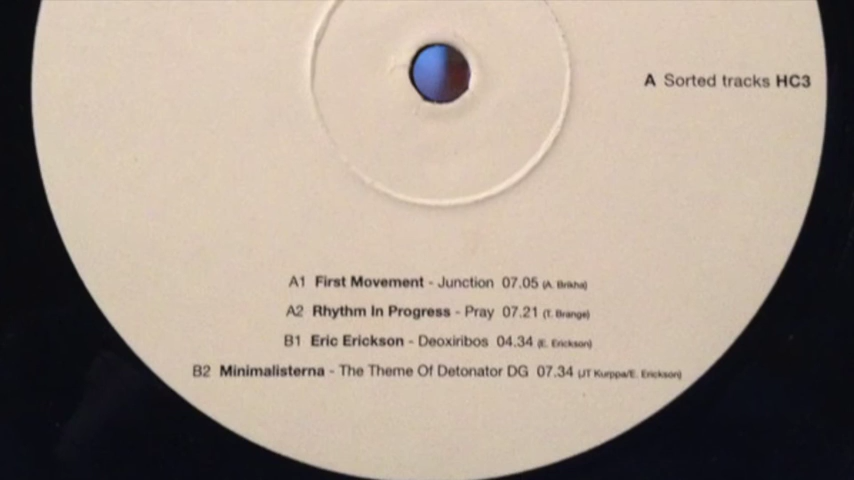 A Sorted tracks HC3
A1 First Movement - Junction 07.05 (A. Brikha)
A2 Rhythm In Progress - Pray 07.21 (T. Brange)
B1 Eric Erickson - Deoxiribos 04.34 (E. Erickson)
B2 Minimalisterna - The Theme Of Detonator DG 07.34 (JT Kurppa/E. Erickson)